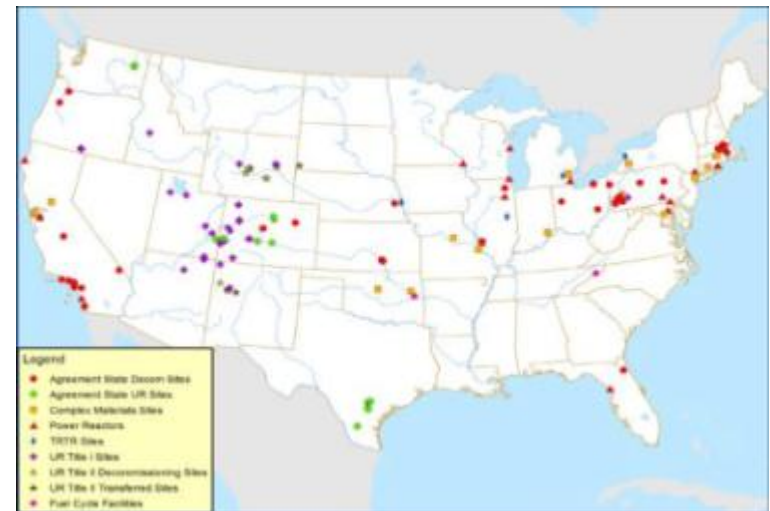 Legend
Agreement State Decom Sites
Agreement State UR Sites
Complex Materials Sites
Power Reactors
TRTR Sites
UR Title I Sites
UR Title II Decommissioning Sites
UR Title II Transferred Sites
Fuel Cycle Facilities